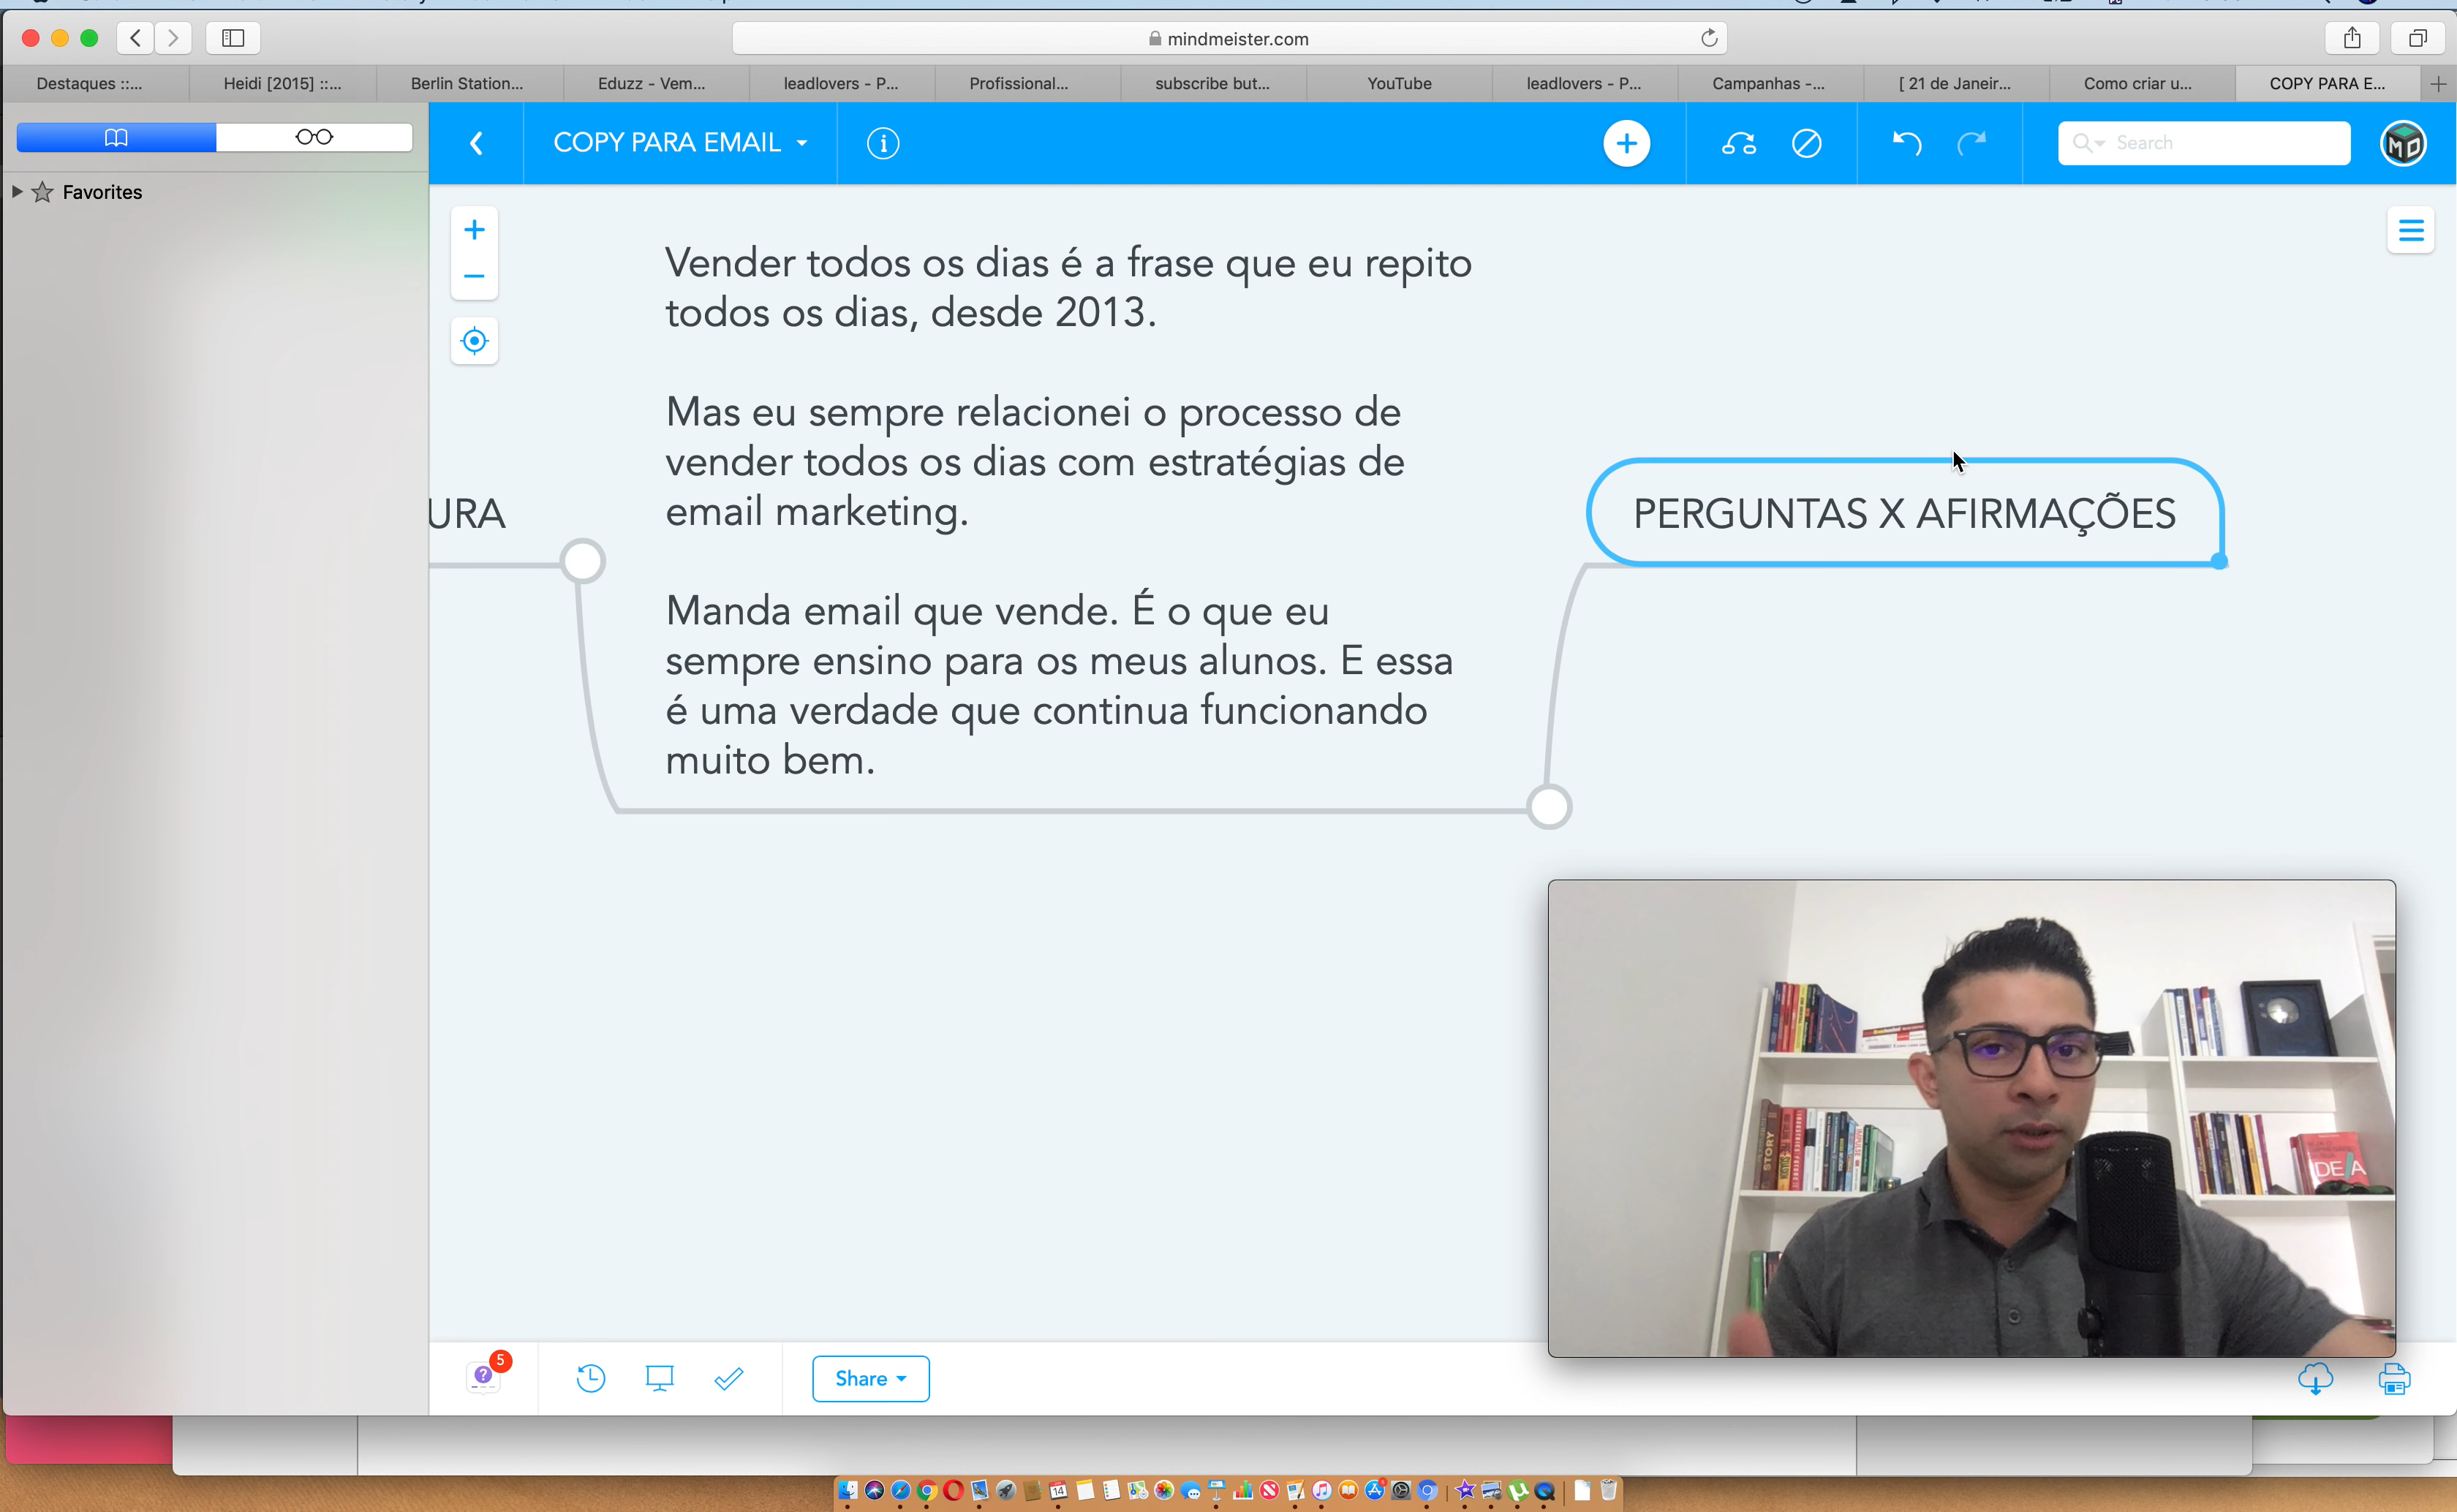 mindmeister.com
Destaques ::...
Heidi [2015] ::...
Berlin Station...
Eduzz - Vem...
leadlovers - P...
Profissional...
subscribe but...
YouTube
leadlovers - P...
Campanhas -...
[ 21 de Janeir...
Como criar u...
COPY PARA E...
COPY PARA EMAIL
Search
Favorites
Vender todos os dias é a frase que eu repito
todos os dias, desde 2013.
Mas eu sempre relacionei o processo de
vender todos os dias com estratégias de
email marketing.
URA
PERGUNTAS X AFIRMAÇÕES
Manda email que vende. É o que eu
sempre ensino para os meus alunos. E essa
é uma verdade que continua funcionando
muito bem.
STORY
IDEIA
5
Share
14